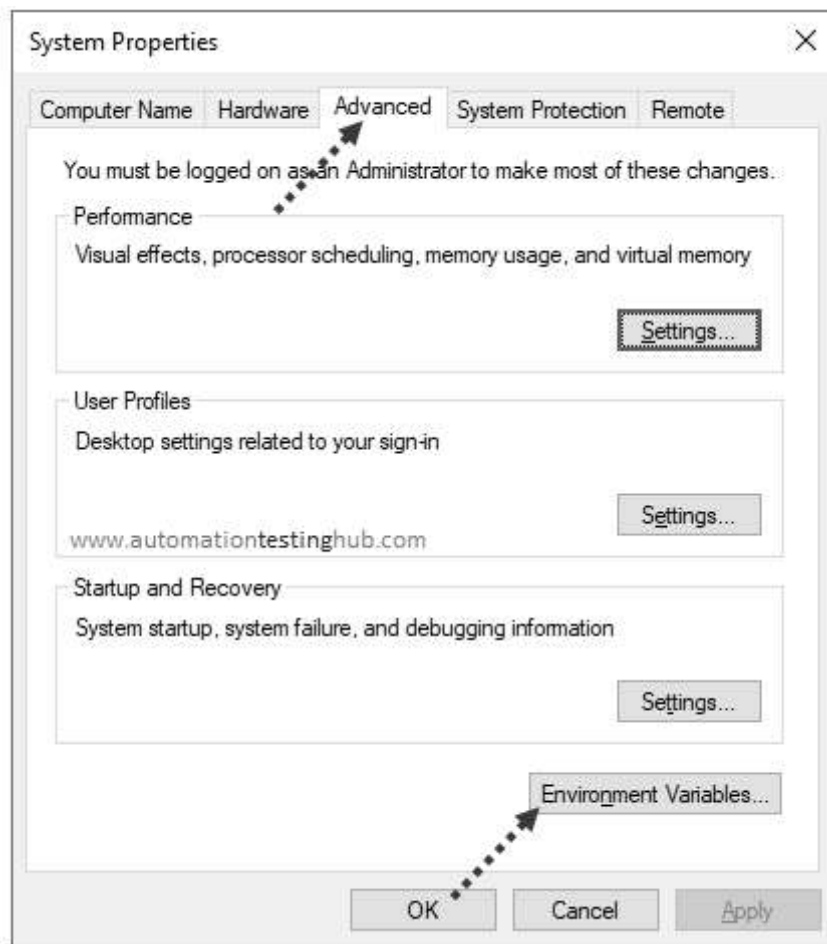 System Properties
Computer Name Hardware Advanced System Protection Remote
You must be logged on as an Administrator to make most of these changes.
Performance
Visual effects, processor scheduling, memory usage, and virtual memory
Settings...
User Profiles
Desktop settings related to your sign-in
Settings...
www.automationtestinghub.com
Startup and Recovery
System startup, system failure, and debugging information
Settings...
Environment Variables...
OK Cancel Apply